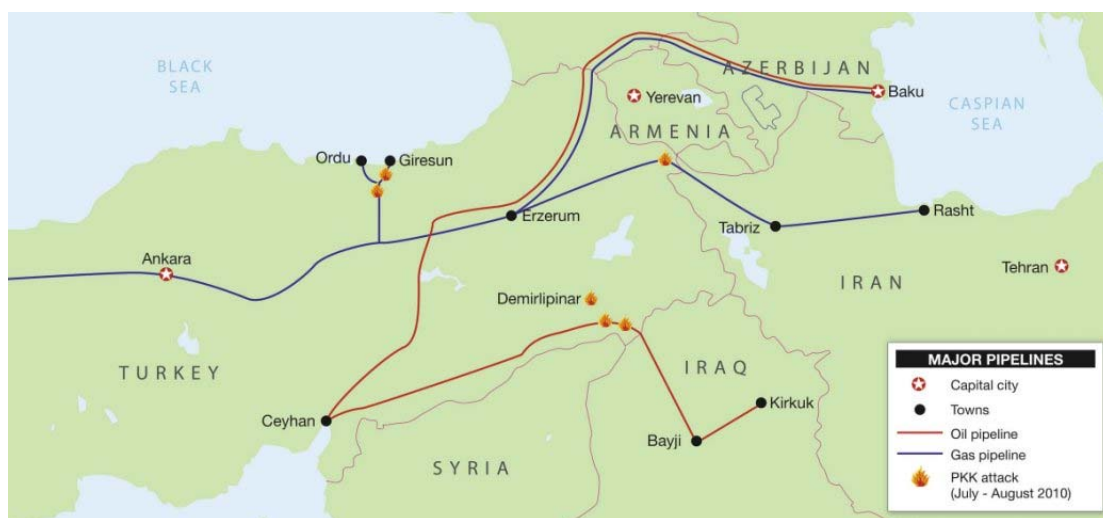 BLACK
SEA
AZERBIJAN
Baku
CASPIAN
SEA
Yerevan
ARMENIA
Ordu
Giresun
Erzerum
Rasht
Tabriz
Ankara
Tehran
IRAN
Demirlipinar
TURKEY
IRAQ
Ceyhan
Kirkuk
Bayji
SYRIA
MAJOR PIPELINES
Capital city
Towns
Oil pipeline
Gas pipeline
PKK attack
(July - August 2010)